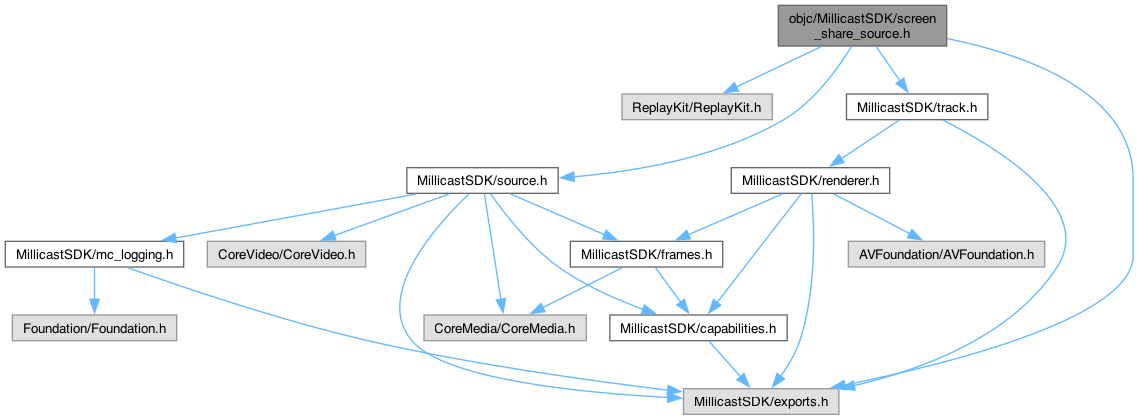 objc/MillicastSDK/screen
_share_source.h
ReplayKit/ReplayKit.h
MillicastSDK/track.h
MillicastSDK/source.h
MillicastSDK/renderer.h
MillicastSDK/mc_logging.h
CoreVideo/CoreVideo.h
MillicastSDK/frames.h
AVFoundation/AVFoundation.h
Foundation/Foundation.h
CoreMedia/CoreMedia.h
MillicastSDK/capabilities.h
MillicastSDK/exports.h